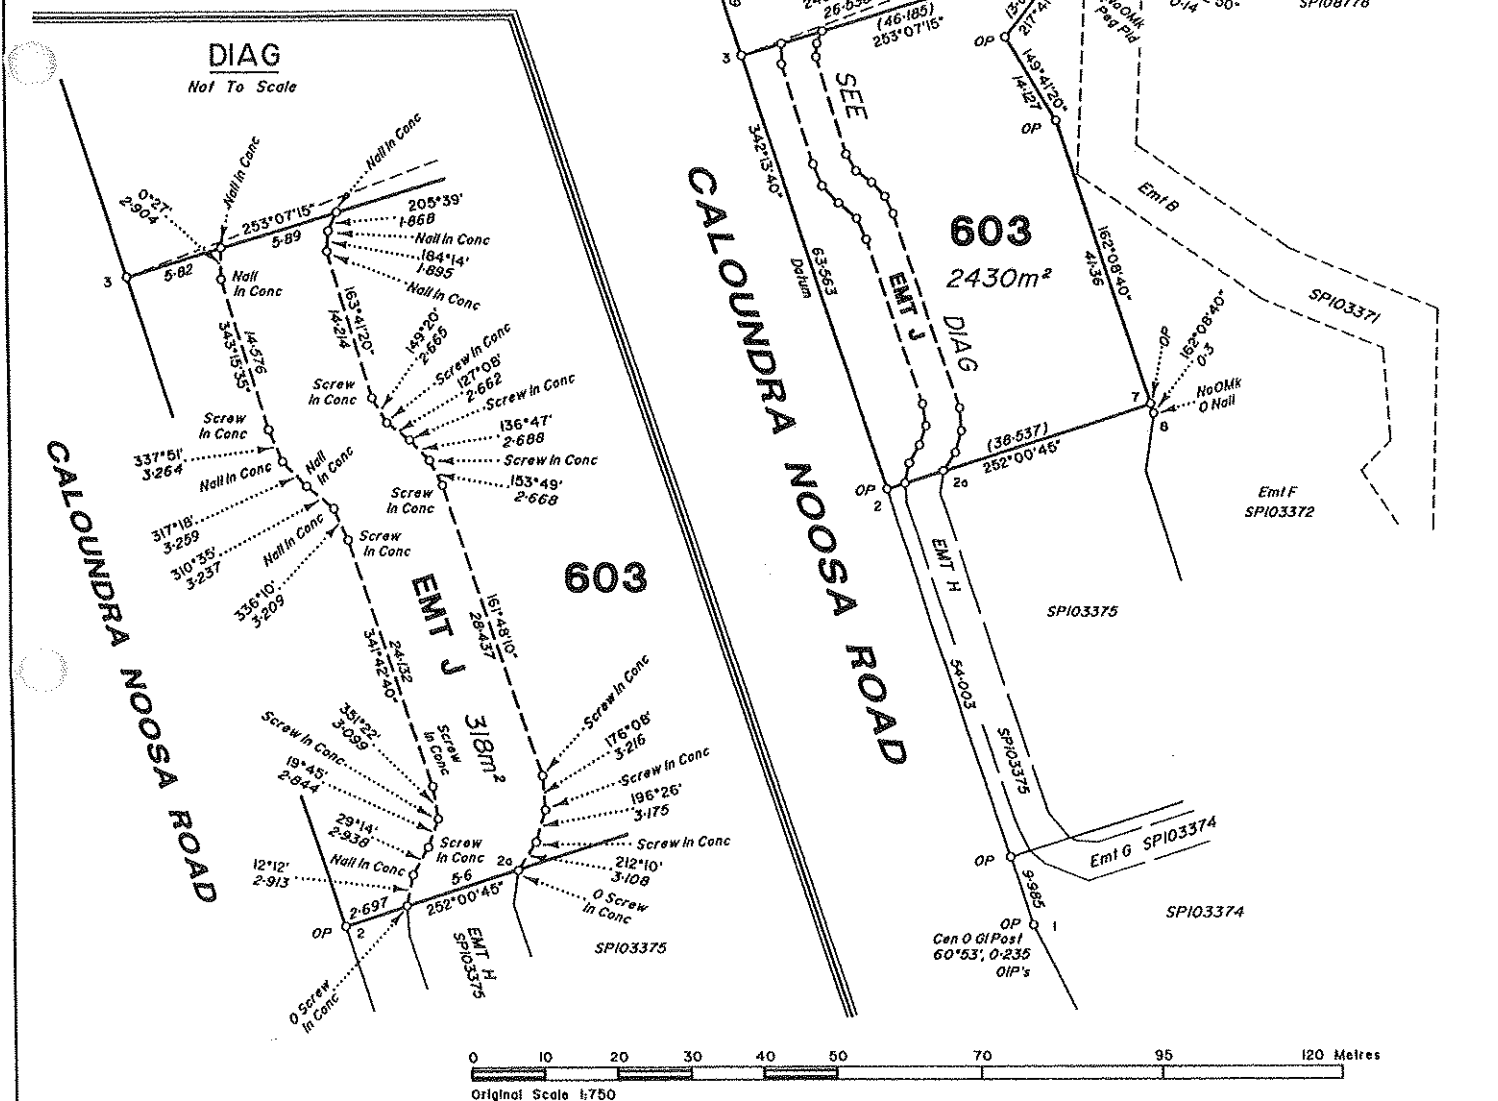 DIAG
Not To Scale
Nail In Conc
Nail In Conc
0°27'
2·904
253°07'15"
5·89
5·82
3
205°39'
1·868
Nail In Conc
184°14'
1·895
Nail In Conc
Nail
In Conc
14·576
343°15'35"
163°41'20"
14·214
149°20'
2·665
Screw In Conc
127°08'
2·662
Screw In Conc
Screw
In Conc
136°47'
2·688
Screw In Conc
153°49'
2·668
Screw
In Conc
Screw
In Conc
337°51'
3·264
Nail In Conc
Nail
In Conc
317°18'
3·259
310°35'
3·237
Nail In Conc
336°10'
3·209
Screw
In Conc
CALOUNDRA NOOSA ROAD
EMT J
318m²
603
161°48'10"
28·437
24·132
341°42'40"
351°22'
3·099
Screw In Conc
Screw
In Conc
19°45'
2·844
29°14'
2·938
Nail In Conc
Screw
In Conc
12°12'
2·913
Screw In Conc
176°08'
3·216
Screw In Conc
196°26'
3·175
Screw In Conc
212°10'
3·108
2a
5·6
252°00'45"
2·697
OP
2
O Screw
In Conc
O Screw
In Conc
EMT H
SP103375
SP103375
26·536
(46·185)
253°07'15"
3
SEE
DIAG
342°13'40"
63·563
Datum
EMT J
CALOUNDRA NOOSA ROAD
603
2430m²
OP
217°41'
149°41'20"
14·127
OP
NoOMk
Peg Pld
0·14
SP108778
Emt B
SP103371
162°08'40"
41·36
OP
162°08'40"
0·3
7
8
NoOMk
O Nail
(38·537)
252°00'45"
OP
2
2a
Emt F
SP103372
EMT H
SP103375
54·003
SP103375
OP
Emt G SP103374
9·985
OP
1
Cen O GI Post
60°53', 0·235
OIP's
SP103374
0 10 20 30 40 50 70 95 120 Metres
Original Scale 1:750